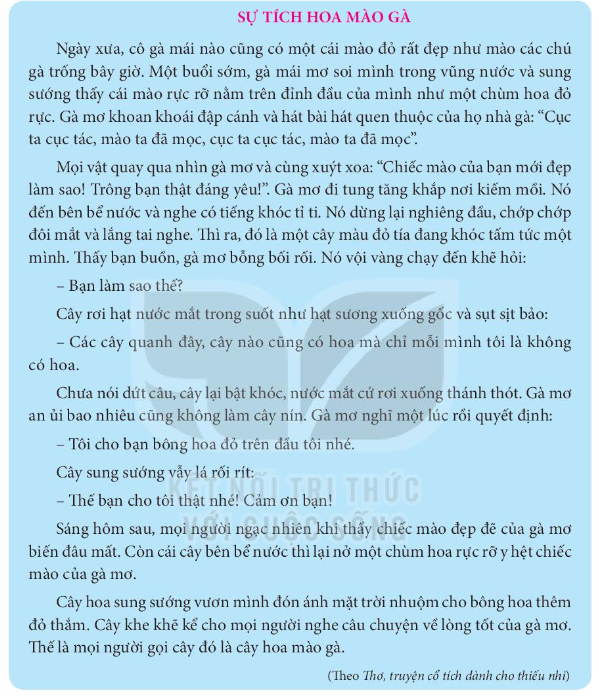 SỰ TÍCH HOA MÀO GÀ
Ngày xưa, cô gà mái nào cũng có một cái mào đỏ rất đẹp như mào các chú
gà trống bây giờ. Một buổi sớm, gà mái mơ soi mình trong vũng nước và sung
sướng thấy cái mào rực rỡ nằm trên đỉnh đầu của mình như một chùm hoa đỏ
rực. Gà mơ khoan khoái đập cánh và hát bài hát quen thuộc của họ nhà gà: “Cục
ta cục tác, mào ta đã mọc, cục ta cục tác, mào ta đã mọc”.
Mọi vật quay qua nhìn gà mơ và cùng xuýt xoa: “Chiếc mào của bạn mới đẹp
làm sao! Trông bạn thật đáng yêu!”. Gà mơ đi tung tăng khắp nơi kiếm mồi. Nó
đến bên bể nước và nghe có tiếng khóc tỉ ti. Nó dừng lại nghiêng đầu, chớp chớp
đôi mắt và lắng tai nghe. Thì ra, đó là một cây màu đỏ tía đang khóc tấm tức một
mình. Thấy bạn buồn, gà mơ bỗng bối rối. Nó vội vàng chạy đến khẽ hỏi:
– Bạn làm sao thế?
Cây rơi hạt nước mắt trong suốt như hạt sương xuống gốc và sụt sịt bảo:
– Các cây quanh đây, cây nào cũng có hoa mà chỉ mỗi mình tôi là không
có hoa.
Chưa nói dứt câu, cây lại bật khóc, nước mắt cứ rơi xuống thánh thót. Gà mơ
an ủi bao nhiêu cũng không làm cây nín. Gà mơ nghĩ một lúc rồi quyết định:
– Tôi cho bạn bông hoa đỏ trên đầu tôi nhé.
Cây sung sướng vẫy lá rối rít:
– Thế bạn cho tôi thật nhé! Cảm ơn bạn!
KẾT NỐI TRI THỨC
VỚI CUỘC SỐNG
Sáng hôm sau, mọi người ngạc nhiên khi thấy chiếc mào đẹp đẽ của gà mơ
biến đâu mất. Còn cái cây bên bể nước thì lại nở một chùm hoa rực rỡ y hệt chiếc
mào của gà mơ.
Cây hoa sung sướng vươn mình đón ánh mặt trời nhuộm cho bông hoa thêm
đỏ thắm. Cây khe khẽ kể cho mọi người nghe câu chuyện về lòng tốt của gà mơ.
Thế là mọi người gọi cây đó là cây hoa mào gà.
(Theo Thơ, truyện cổ tích dành cho thiếu nhi)